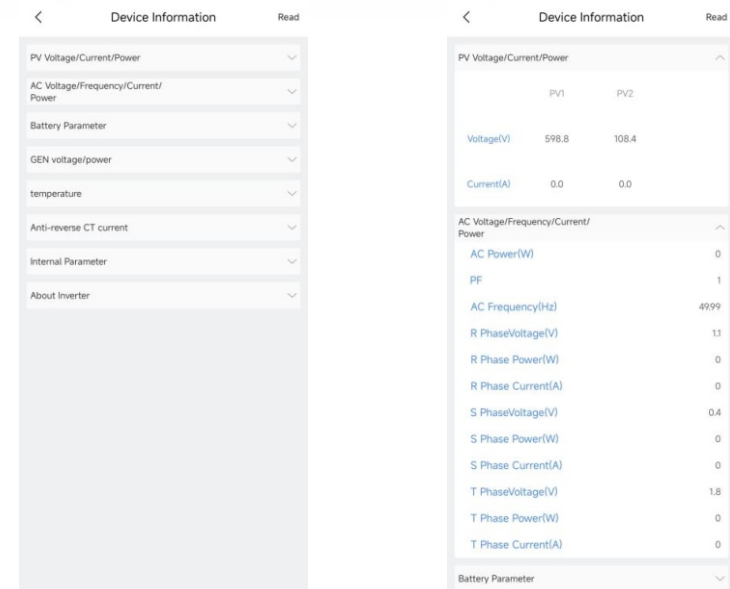 Device Information Read
PV Voltage/Current/Power
AC Voltage/Frequency/Current/
Power
Battery Parameter
GEN voltage/power
temperature
Anti-reverse CT current
Internal Parameter
About Inverter
Device Information Read
PV Voltage/Current/Power
PV1 PV2
Voltage(V) 598.8 108.4
Current(A) 0.0 0.0
AC Voltage/Frequency/Current/
Power
AC Power(W) 0
PF 1
AC Frequency(Hz) 49.99
R PhaseVoltage(V) 1.1
R Phase Power(W) 0
R Phase Current(A) 0
S PhaseVoltage(V) 0.4
S Phase Power(W) 0
S Phase Current(A) 0
T PhaseVoltage(V) 1.8
T Phase Power(W) 0
T Phase Current(A) 0
Battery Parameter